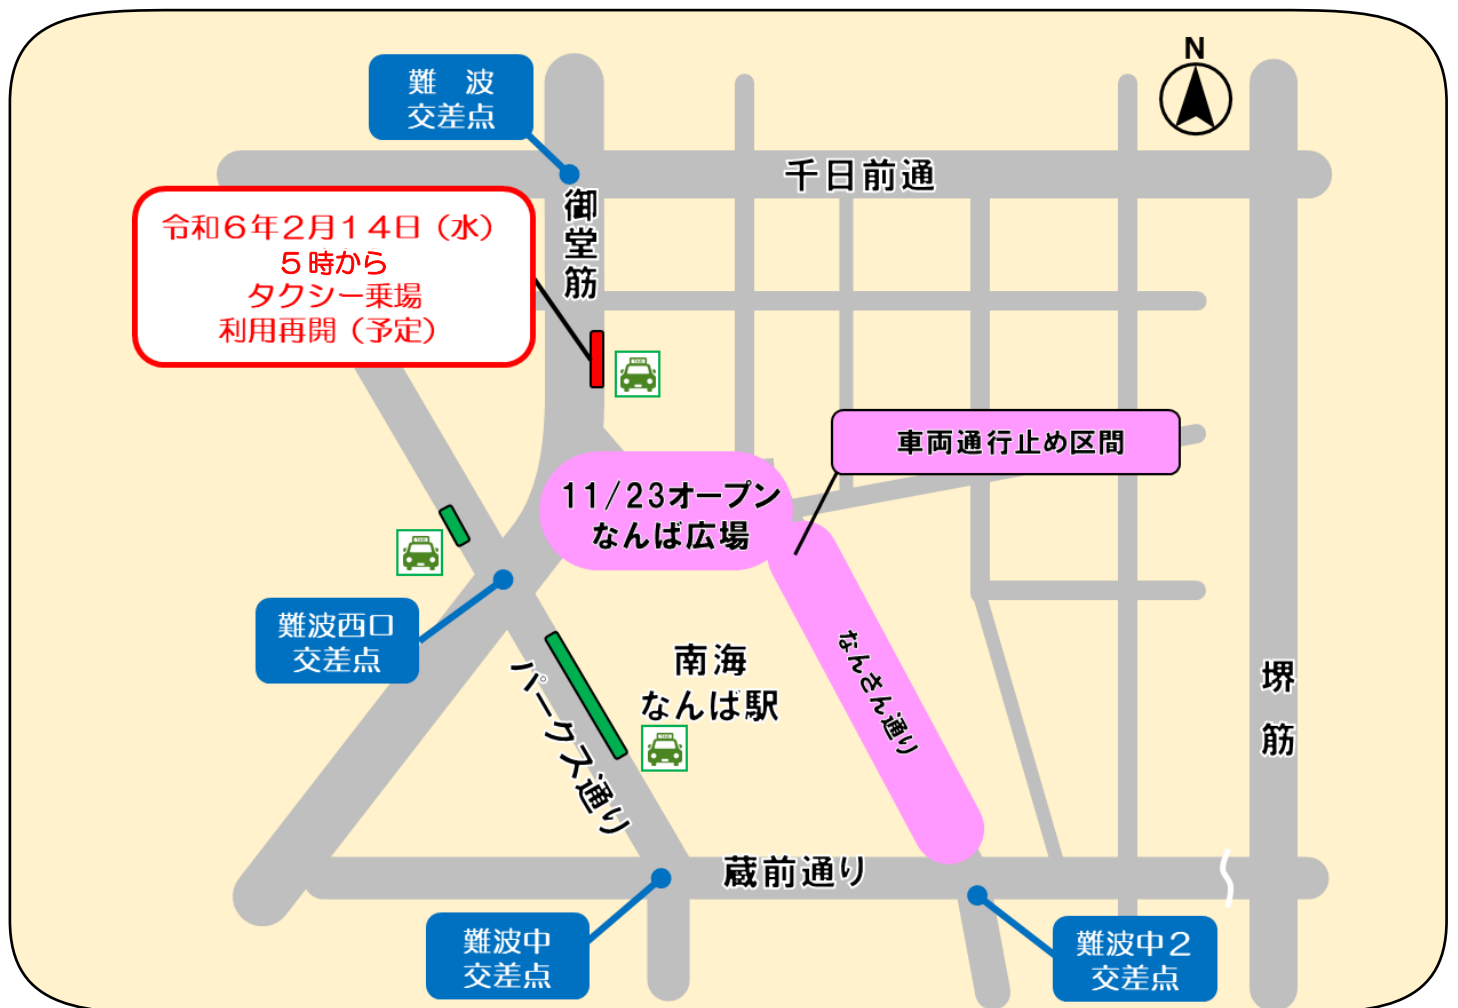 N
難　波
交差点
千日前通
御堂筋
令和６年２月１４日（水）
５時から
タクシー乗場
利用再開（予定）
車両通行止め区間
11/23オープン
なんば広場
難波西口
交差点
南海
なんば駅
なんさん通り
パークス通り
堺筋
蔵前通り
難波中
交差点
難波中２
交差点